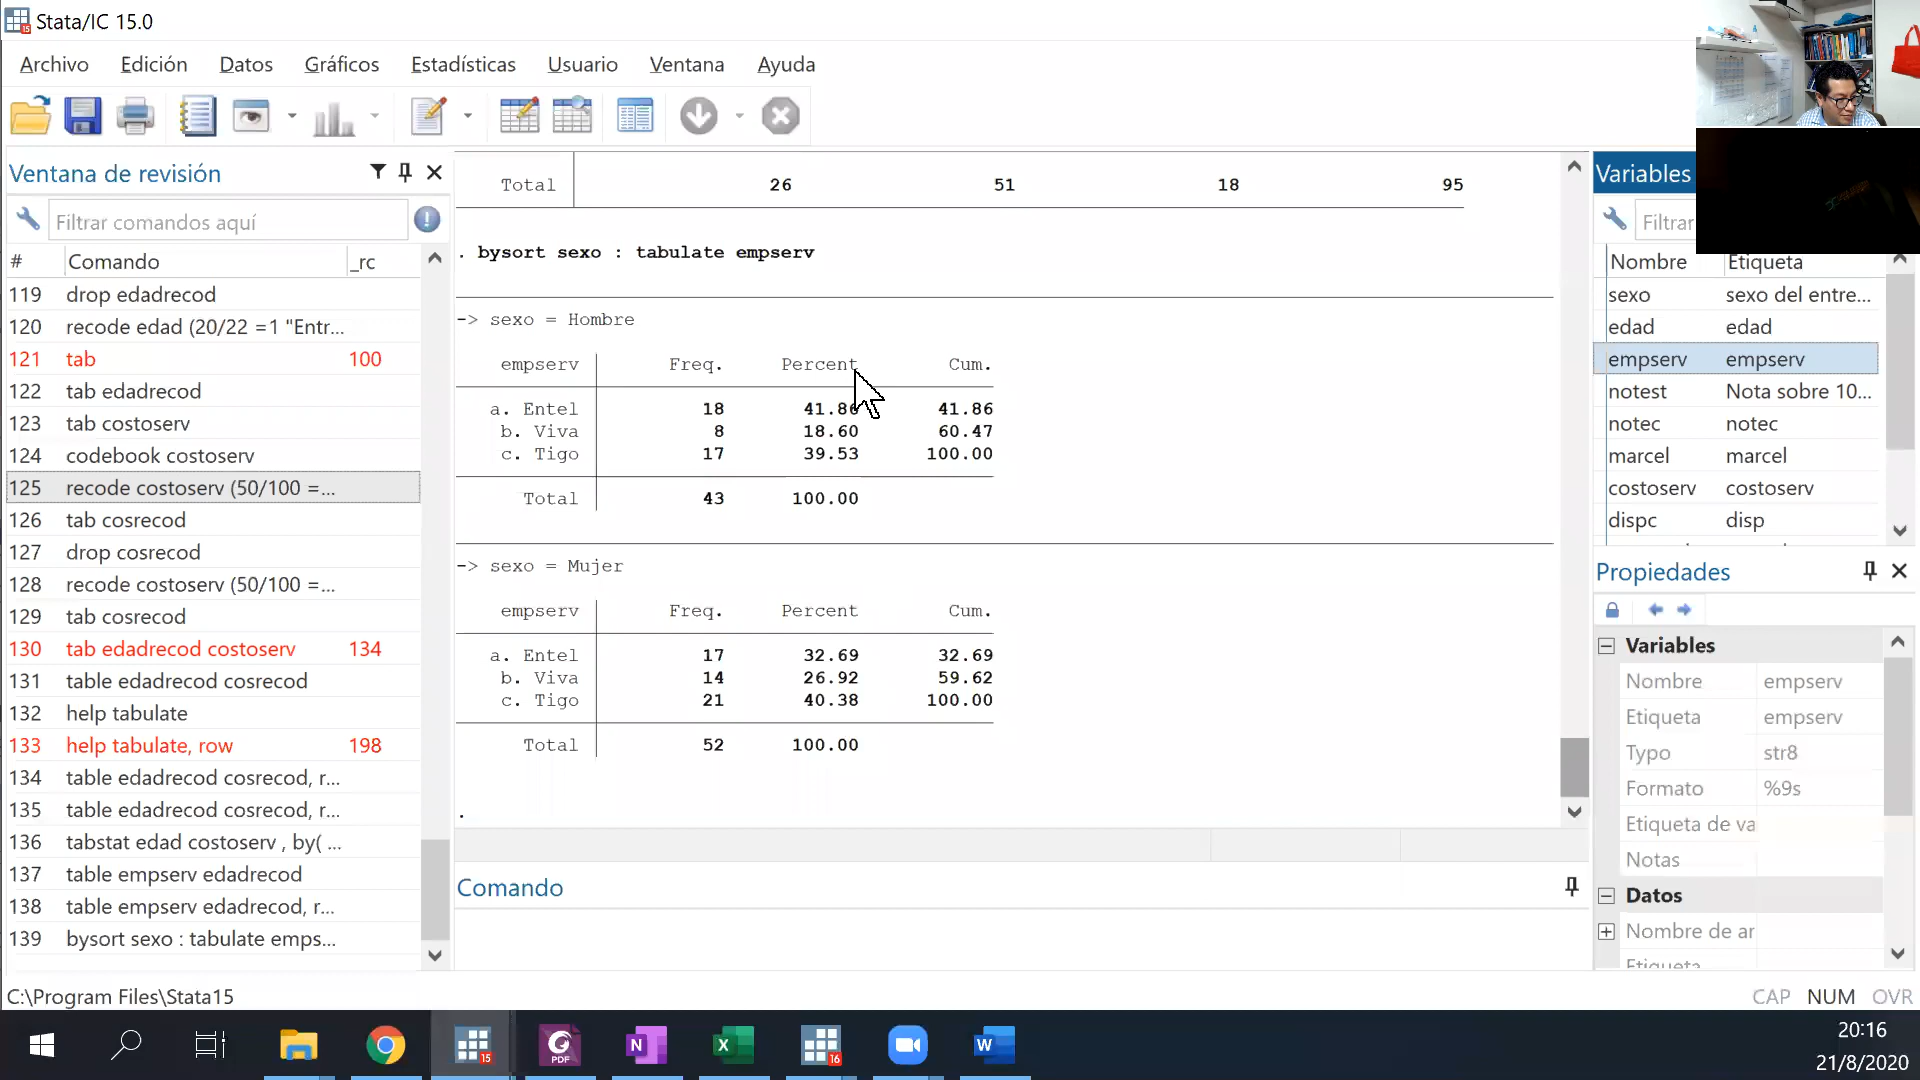 Stata/IC 15.0
Archivo Edición Datos Gráficos Estadísticas Usuario Ventana Ayuda
Ventana de revisión
Filtrar comandos aquí
# Comando _rc
119 drop edadrecod
120 recode edad (20/22 =1 "Entr...
121 tab 100
122 tab edadrecod
123 tab costoserv
124 codebook costoserv
125 recode costoserv (50/100 =...
126 tab cosrecod
127 drop cosrecod
128 recode costoserv (50/100 =...
129 tab cosrecod
130 tab edadrecod costoserv 134
131 table edadrecod cosrecod
132 help tabulate
133 help tabulate, row 198
134 table edadrecod cosrecod, r...
135 table edadrecod cosrecod, r...
136 tabstat edad costoserv , by( ...
137 table empserv edadrecod
138 table empserv edadrecod, r...
139 bysort sexo : tabulate emps...
Total 26 51 18 95
. bysort sexo : tabulate empserv
-> sexo = Hombre
empserv Freq. Percent Cum.
a. Entel 18 41.86 41.86
b. Viva 8 18.60 60.47
c. Tigo 17 39.53 100.00
Total 43 100.00
-> sexo = Mujer
empserv Freq. Percent Cum.
a. Entel 17 32.69 32.69
b. Viva 14 26.92 59.62
c. Tigo 21 40.38 100.00
Total 52 100.00
.
Comando
Variables
Filtrar
Nombre Etiqueta
sexo sexo del entre...
edad edad
empserv empserv
notest Nota sobre 10...
notec notec
marcel marcel
costoserv costoserv
dispc disp
Propiedades
Variables
Nombre empserv
Etiqueta empserv
Typo str8
Formato %9s
Etiqueta de va
Notas
Datos
Nombre de ar
Etiqueta
C:\Program Files\Stata15
CAP NUM OVR
15 PDF N X 16 W
20:16
21/8/2020